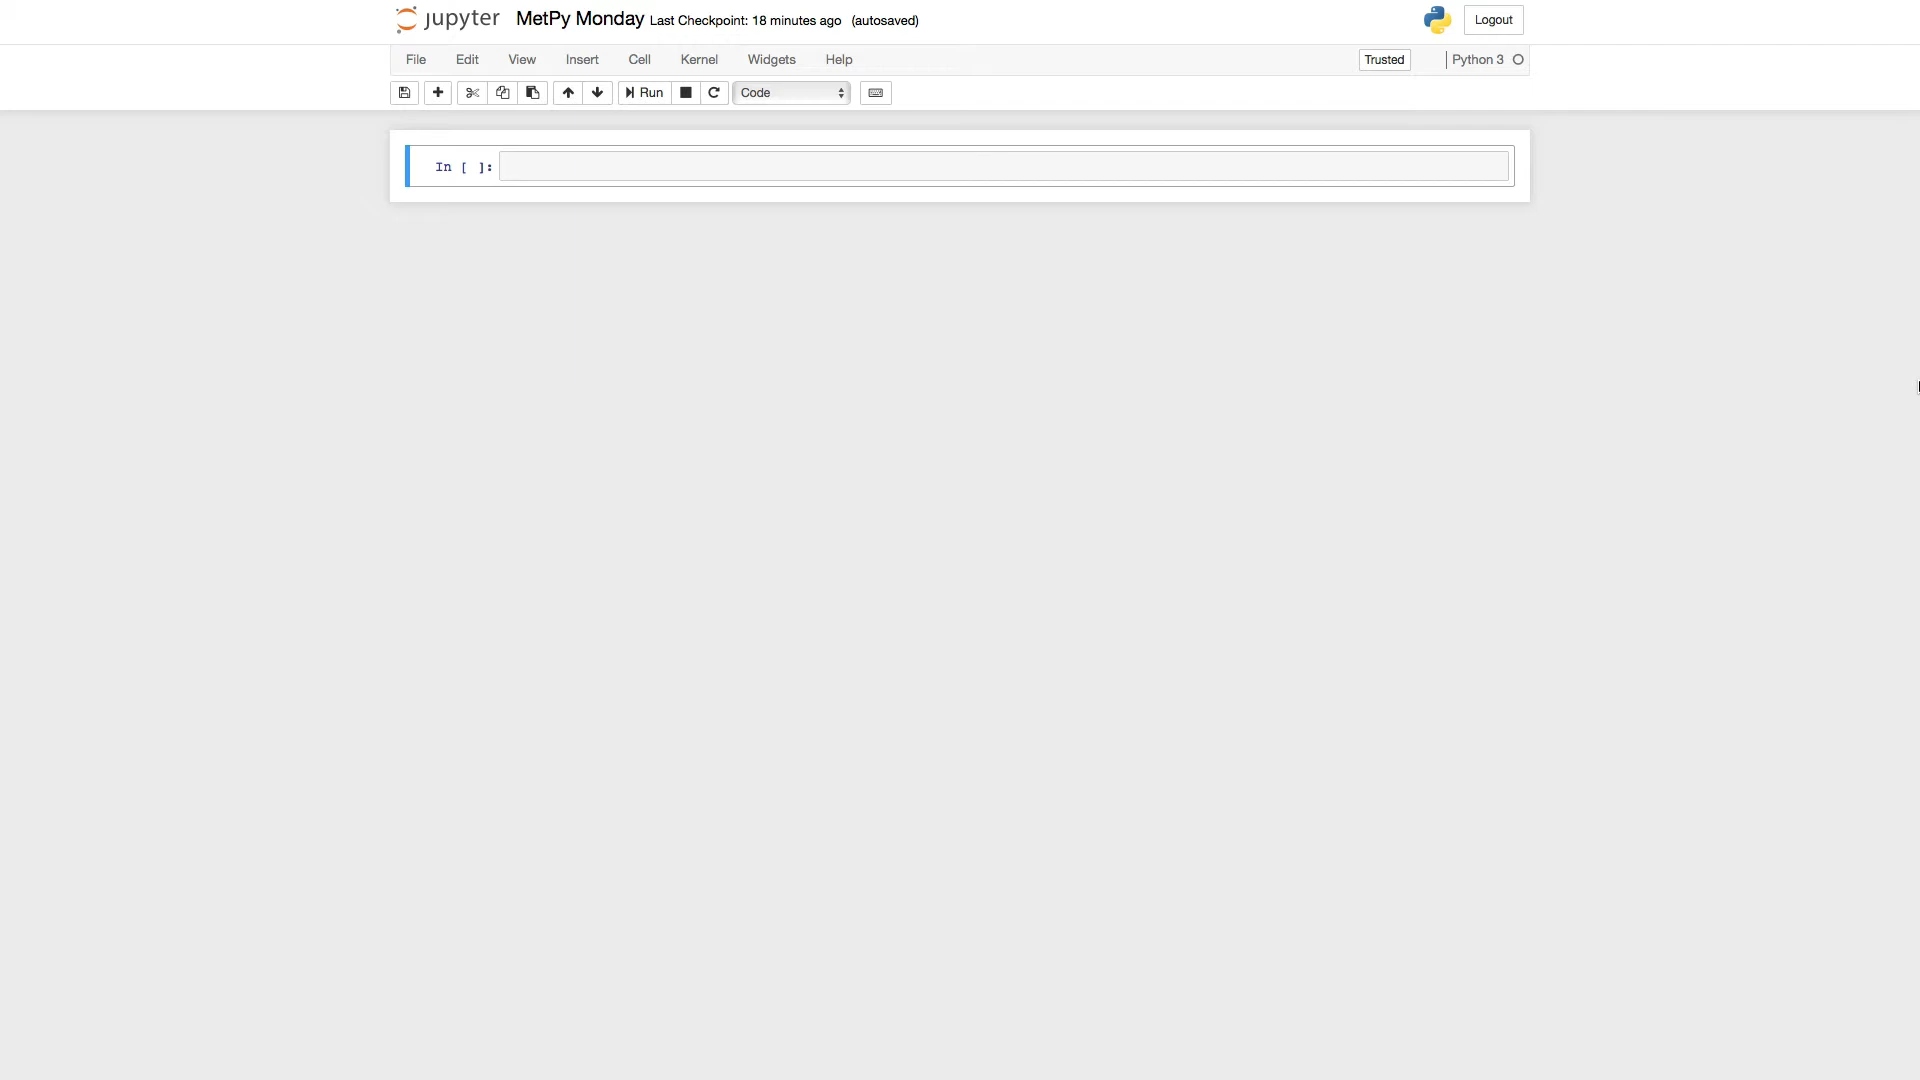 jupyter MetPy Monday Last Checkpoint: 18 minutes ago (autosaved) Logout
File Edit View Insert Cell Kernel Widgets Help Trusted Python 3
Run Code
In [ ]: